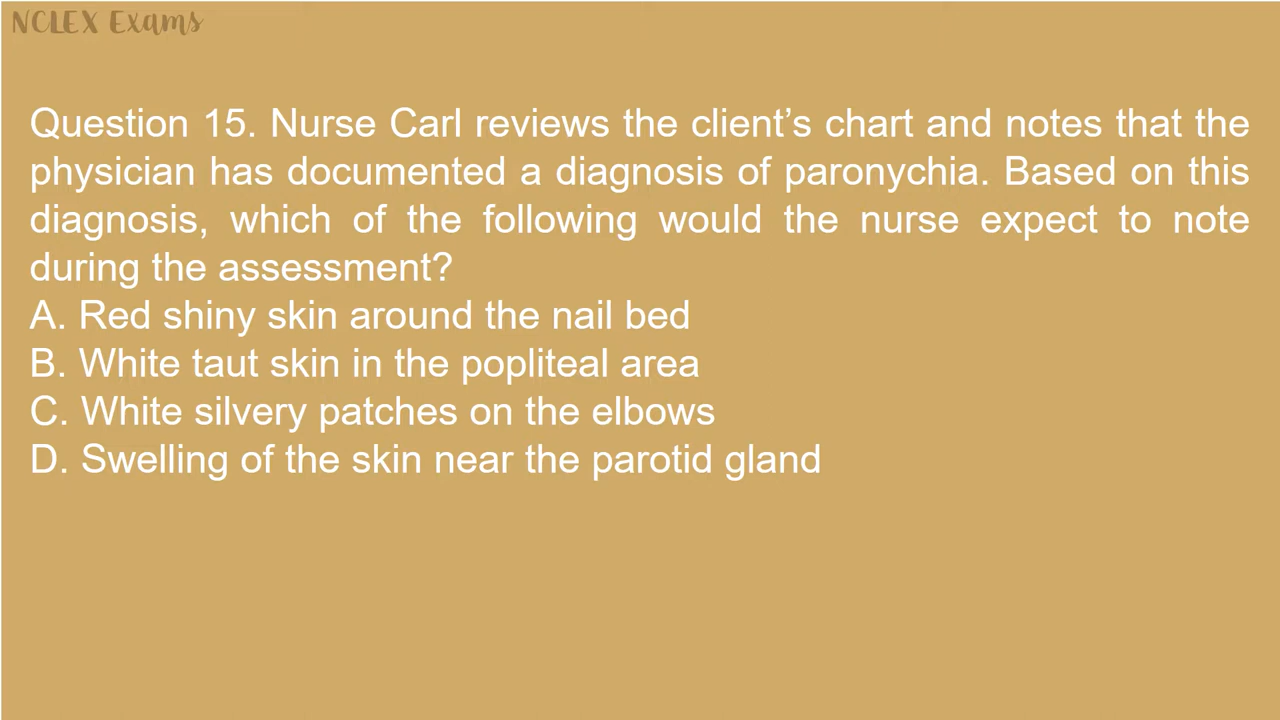 NCLEX Exams
Question 15. Nurse Carl reviews the client’s chart and notes that the
physician has documented a diagnosis of paronychia. Based on this
diagnosis, which of the following would the nurse expect to note
during the assessment?
A. Red shiny skin around the nail bed
B. White taut skin in the popliteal area
C. White silvery patches on the elbows
D. Swelling of the skin near the parotid gland